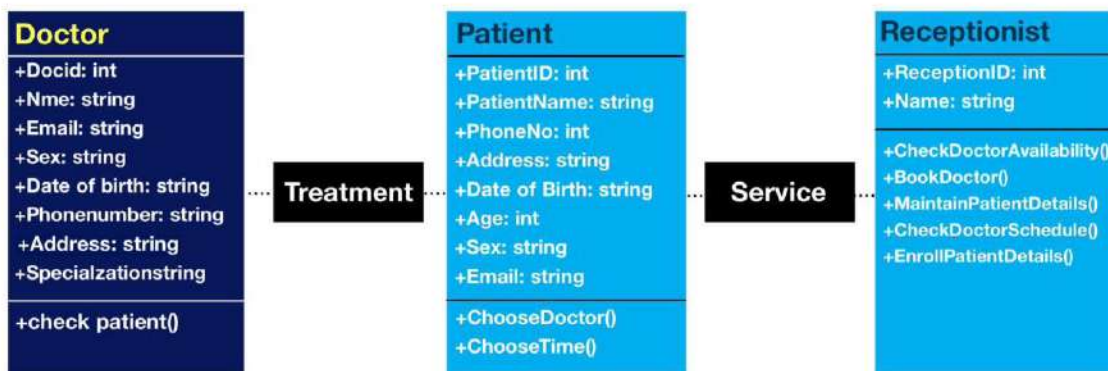 Doctor
+Docid: int
+Nme: string
+Email: string
+Sex: string
+Date of birth: string
+Phonenumber: string
+Address: string
+Specialzationstring
+check patient()
Treatment
Patient
+PatientID: int
+PatientName: string
+PhoneNo: int
+Address: string
+Date of Birth: string
+Age: int
+Sex: string
+Email: string
+ChooseDoctor()
+ChooseTime()
Service
Receptionist
+ReceptionID: int
+Name: string
+CheckDoctorAvailability()
+BookDoctor()
+MaintainPatientDetails()
+CheckDoctorSchedule()
+EnrollPatientDetails()